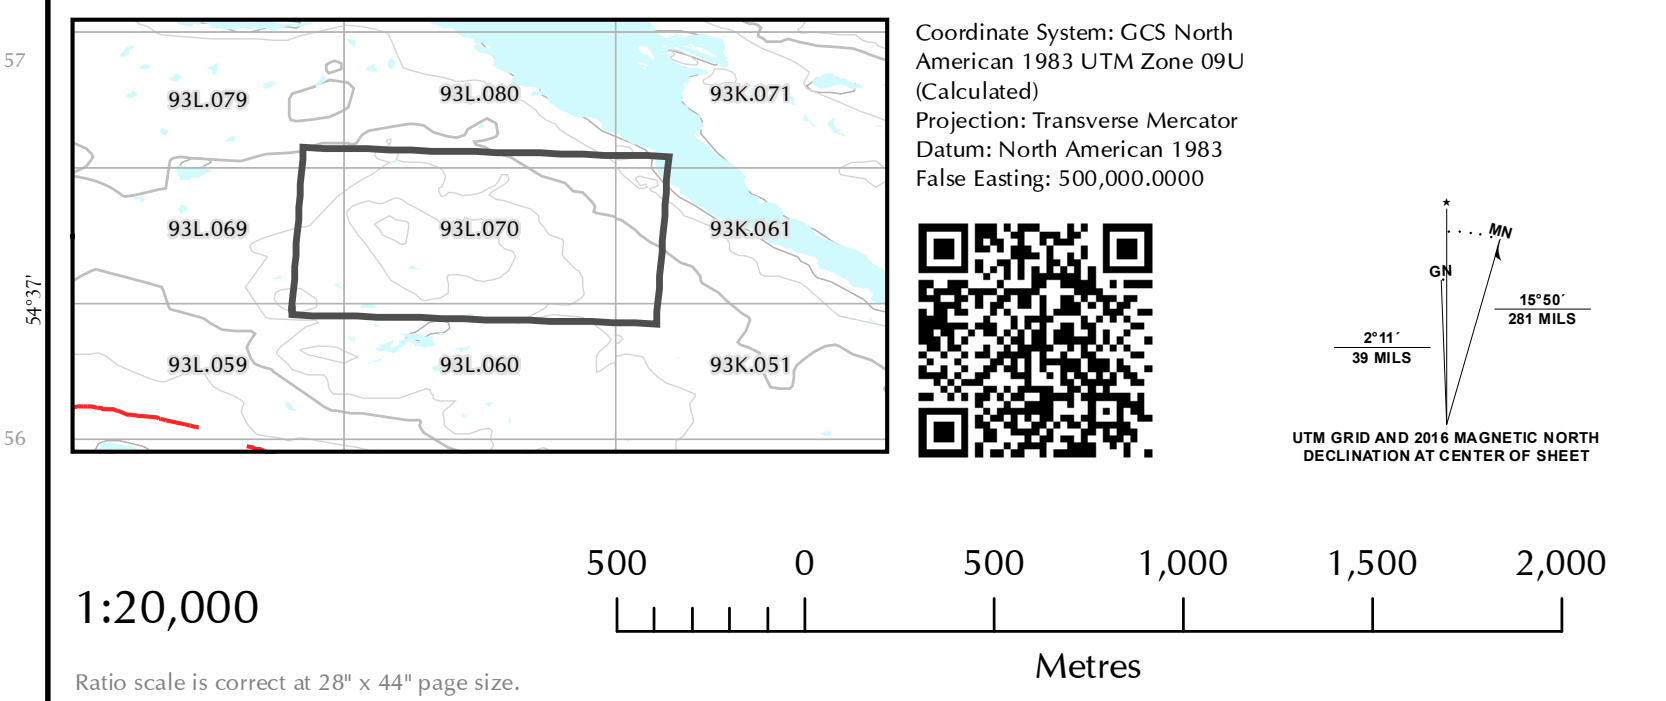 57
54°37'
56
93L.079
93L.080
93K.071
93L.069
93L.070
93K.061
93L.059
93L.060
93K.051
Coordinate System: GCS North
American 1983 UTM Zone 09U
(Calculated)
Projection: Transverse Mercator
Datum: North American 1983
False Easting: 500,000.0000
MN
GN
15°50´
281 MILS
2°11´
39 MILS
UTM GRID AND 2016 MAGNETIC NORTH
DECLINATION AT CENTER OF SHEET
1:20,000
Ratio scale is correct at 28" x 44" page size.
500 0 500 1,000 1,500 2,000
Metres